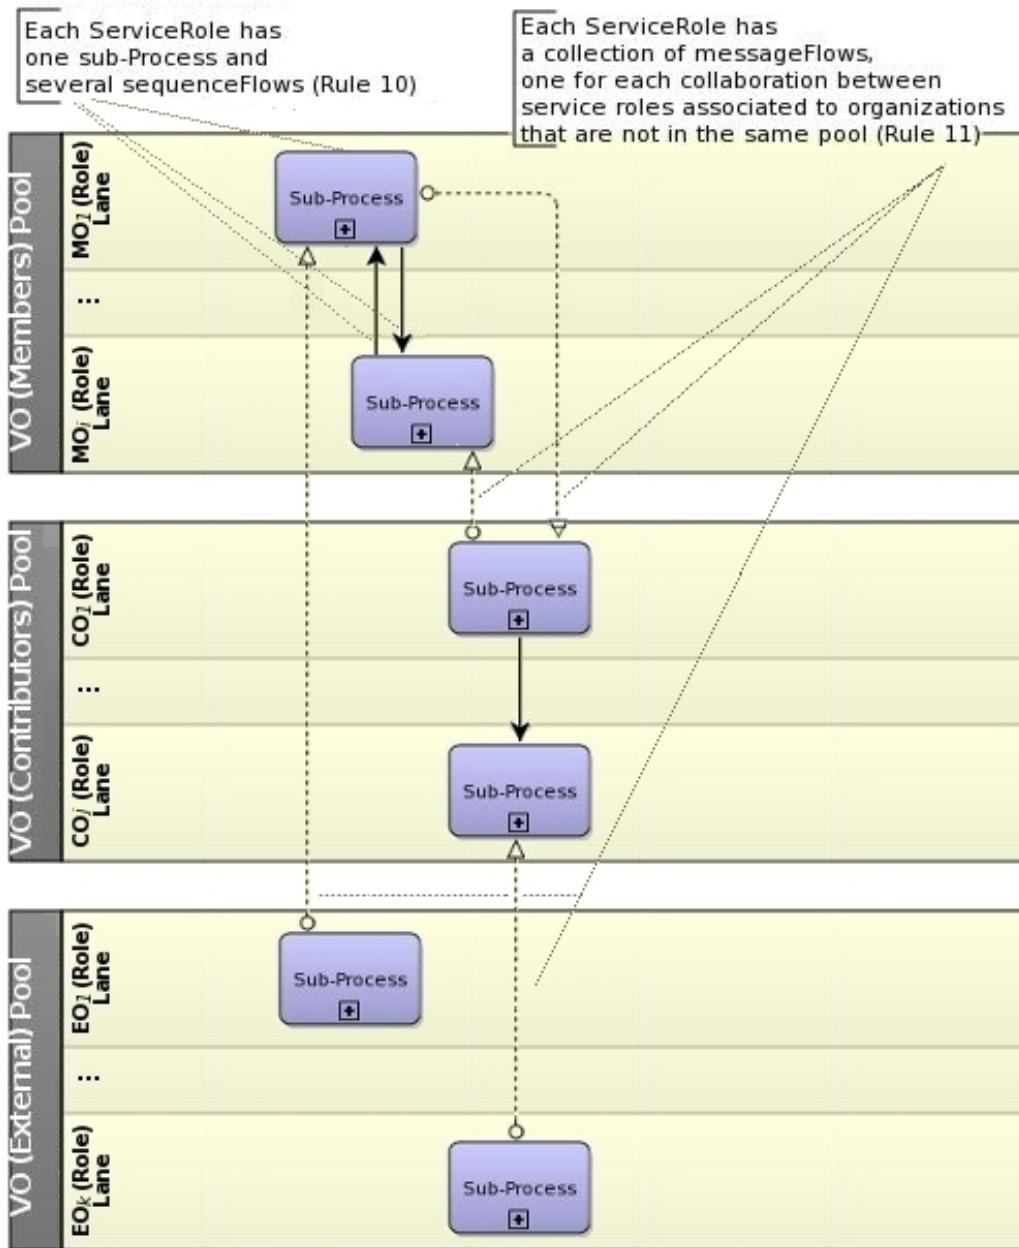 Each ServiceRole has
one sub-Process and
several sequenceFlows (Rule 10)
Each ServiceRole has
a collection of messageFlows,
one for each collaboration between
service roles associated to organizations
that are not in the same pool (Rule 11)
VO (Members) Pool
MO1 (Role)
Lane
Sub-Process
...
MOi (Role)
Lane
Sub-Process
VO (Contributors) Pool
CO1 (Role)
Lane
Sub-Process
...
COj (Role)
Lane
Sub-Process
VO (External) Pool
EO1 (Role)
Lane
Sub-Process
...
EOk (Role)
Lane
Sub-Process